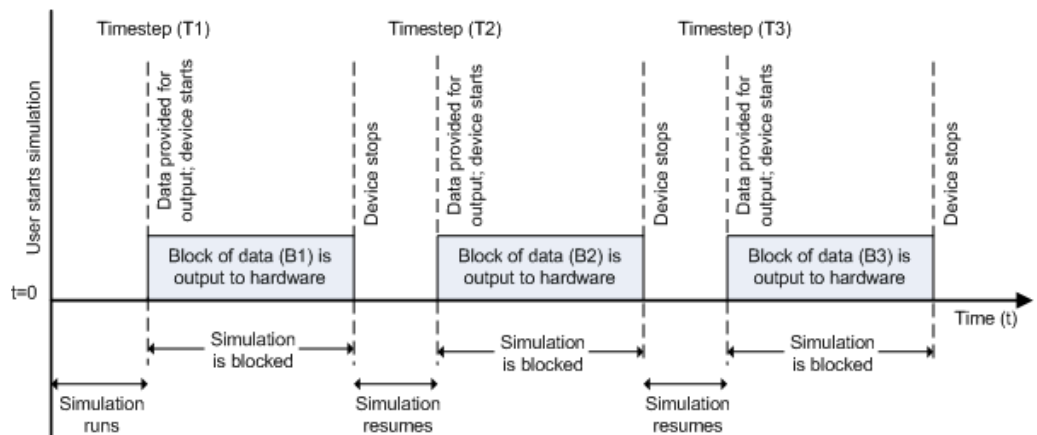 Timestep (T1)
Timestep (T2)
Timestep (T3)
User starts simulation
Data provided for
output; device starts
Device stops
Data provided for
output; device starts
Device stops
Data provided for
output; device starts
Device stops
Block of data (B1) is
output to hardware
Block of data (B2) is
output to hardware
Block of data (B3) is
output to hardware
t=0
Time (t)
Simulation
is blocked
Simulation
is blocked
Simulation
is blocked
Simulation
runs
Simulation
resumes
Simulation
resumes